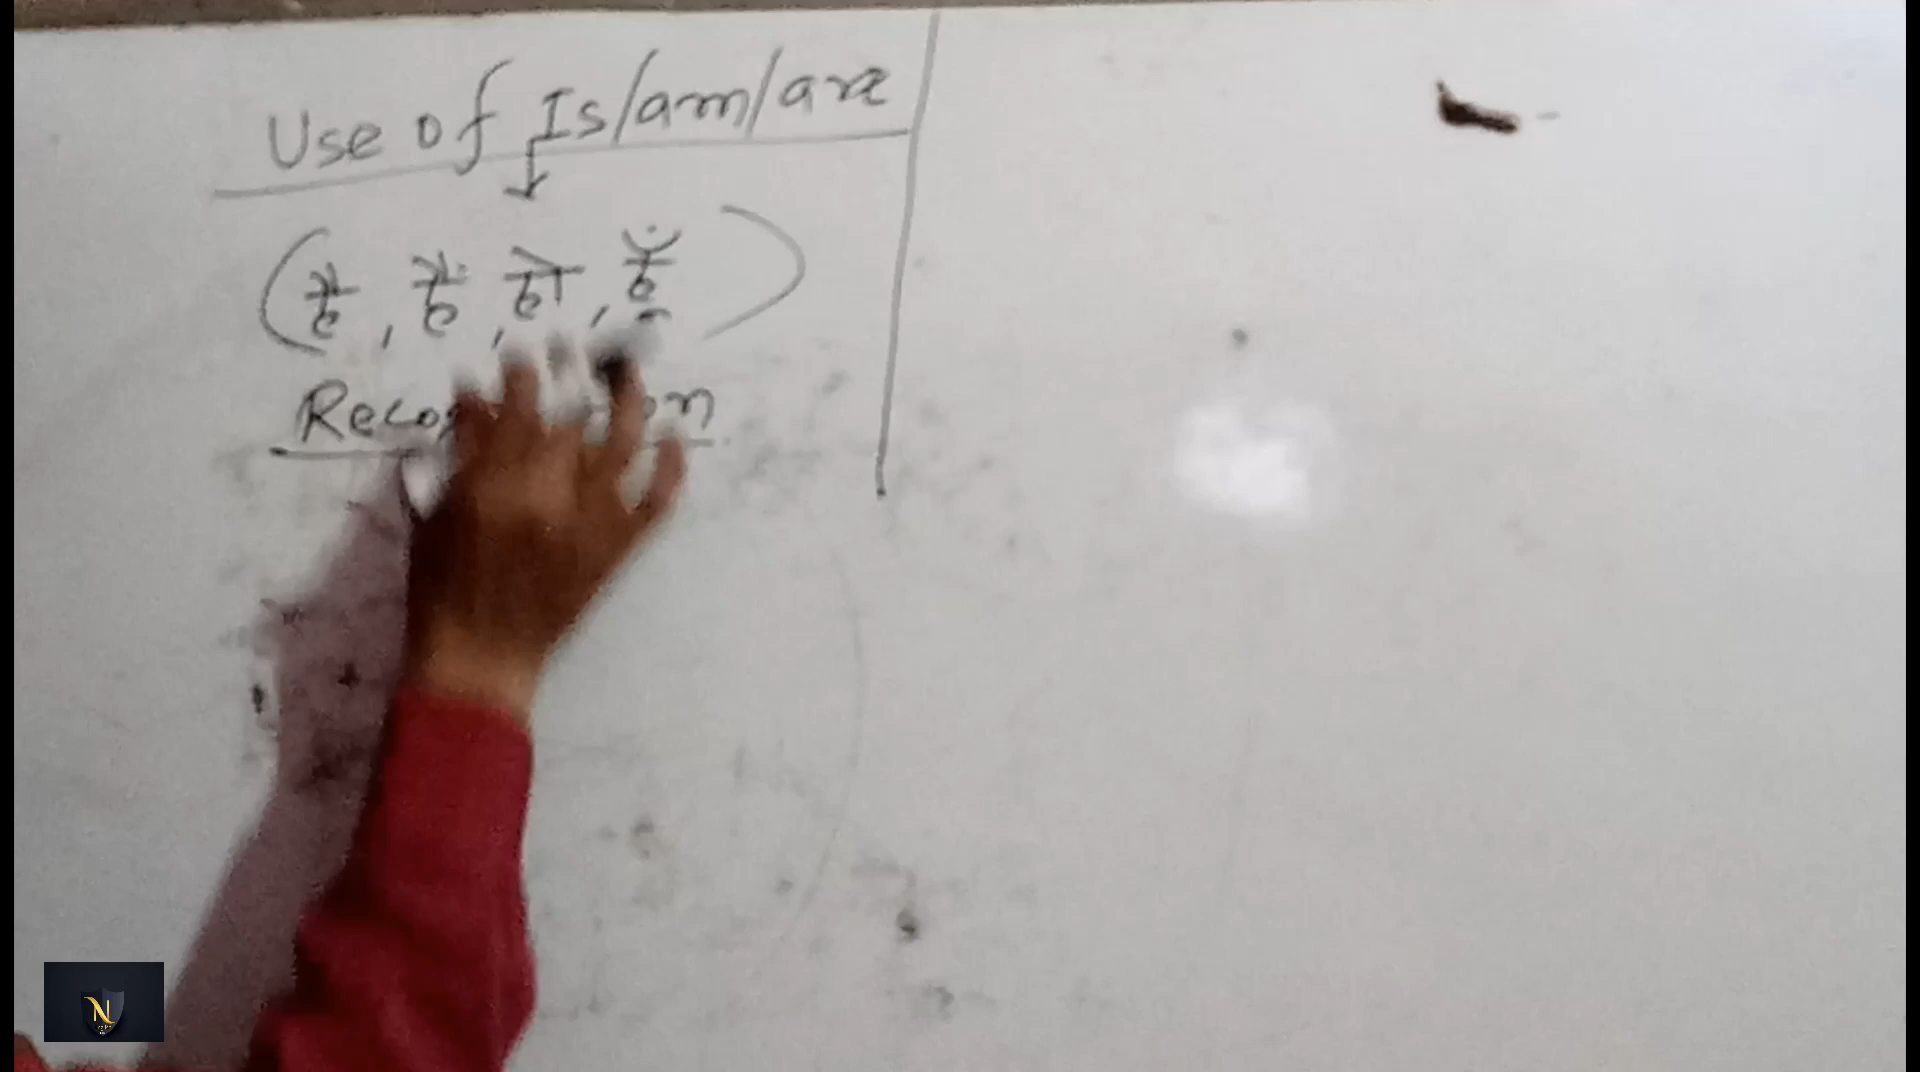 Use of Is/am/are
(है, हैं, हो, हूँ)
N